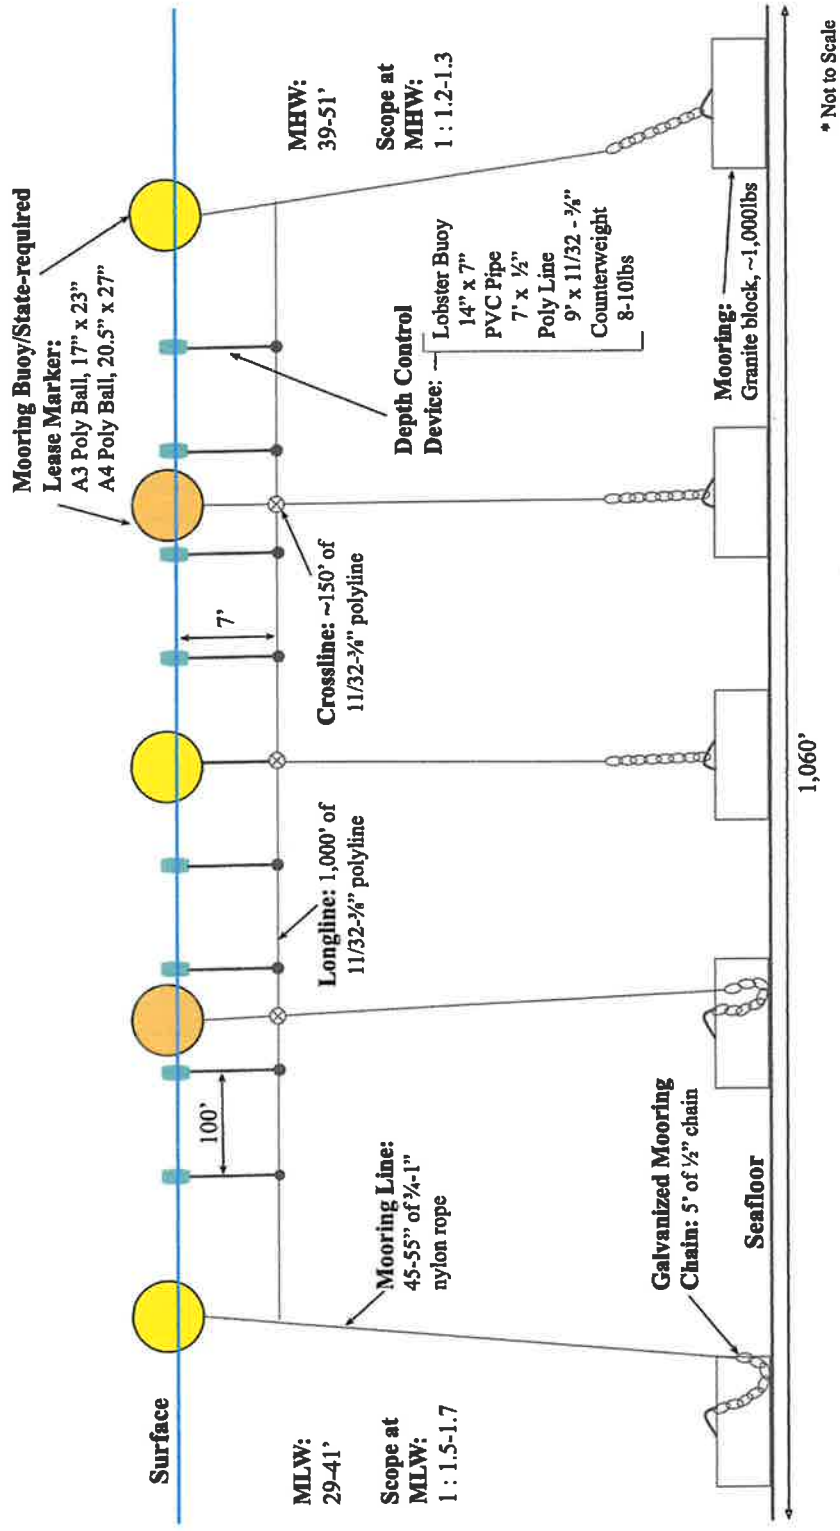 Surface
MLW:
29-41’
Scope at
MLW:
1 : 1.5-1.7
Mooring Line:
45-55” of ¾-1”
nylon rope
Galvanized Mooring
Chain: 5’ of ½” chain
Seafloor
100’
Longline: 1,000’ of
11/32-⅜” polyline
7’
Crossline: ~150’ of
11/32-⅜” polyline
Mooring Buoy/State-required
Lease Marker:
A3 Poly Ball, 17” x 23”
A4 Poly Ball, 20.5” x 27”
Depth Control
Device:
Lobster Buoy
14” x 7”
PVC Pipe
7’ x ½”
Poly Line
9’ x 11/32 - ⅜”
Counterweight
8-10lbs
MHW:
39-51’
Scope at
MHW:
1 : 1.2-1.3
Mooring:
Granite block, ~1,000lbs
1,060’
* Not to Scale